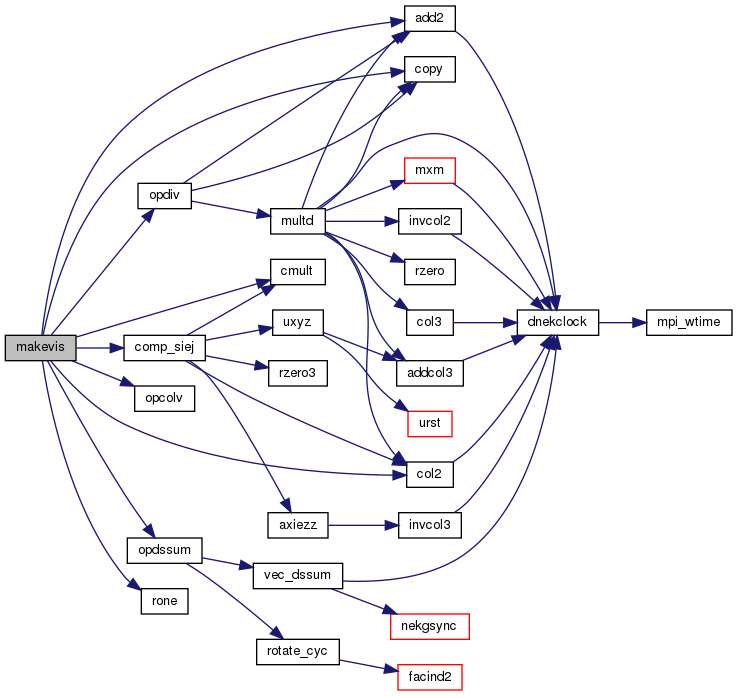 add2
copy
mxm
opdiv
multd
invcol2
cmult
rzero
uxyz
col3
dnekclock
mpi_wtime
makevis
comp_siej
rzero3
addcol3
opcolv
urst
col2
axiezz
invcol3
opdssum
vec_dssum
rone
nekgsync
rotate_cyc
facind2